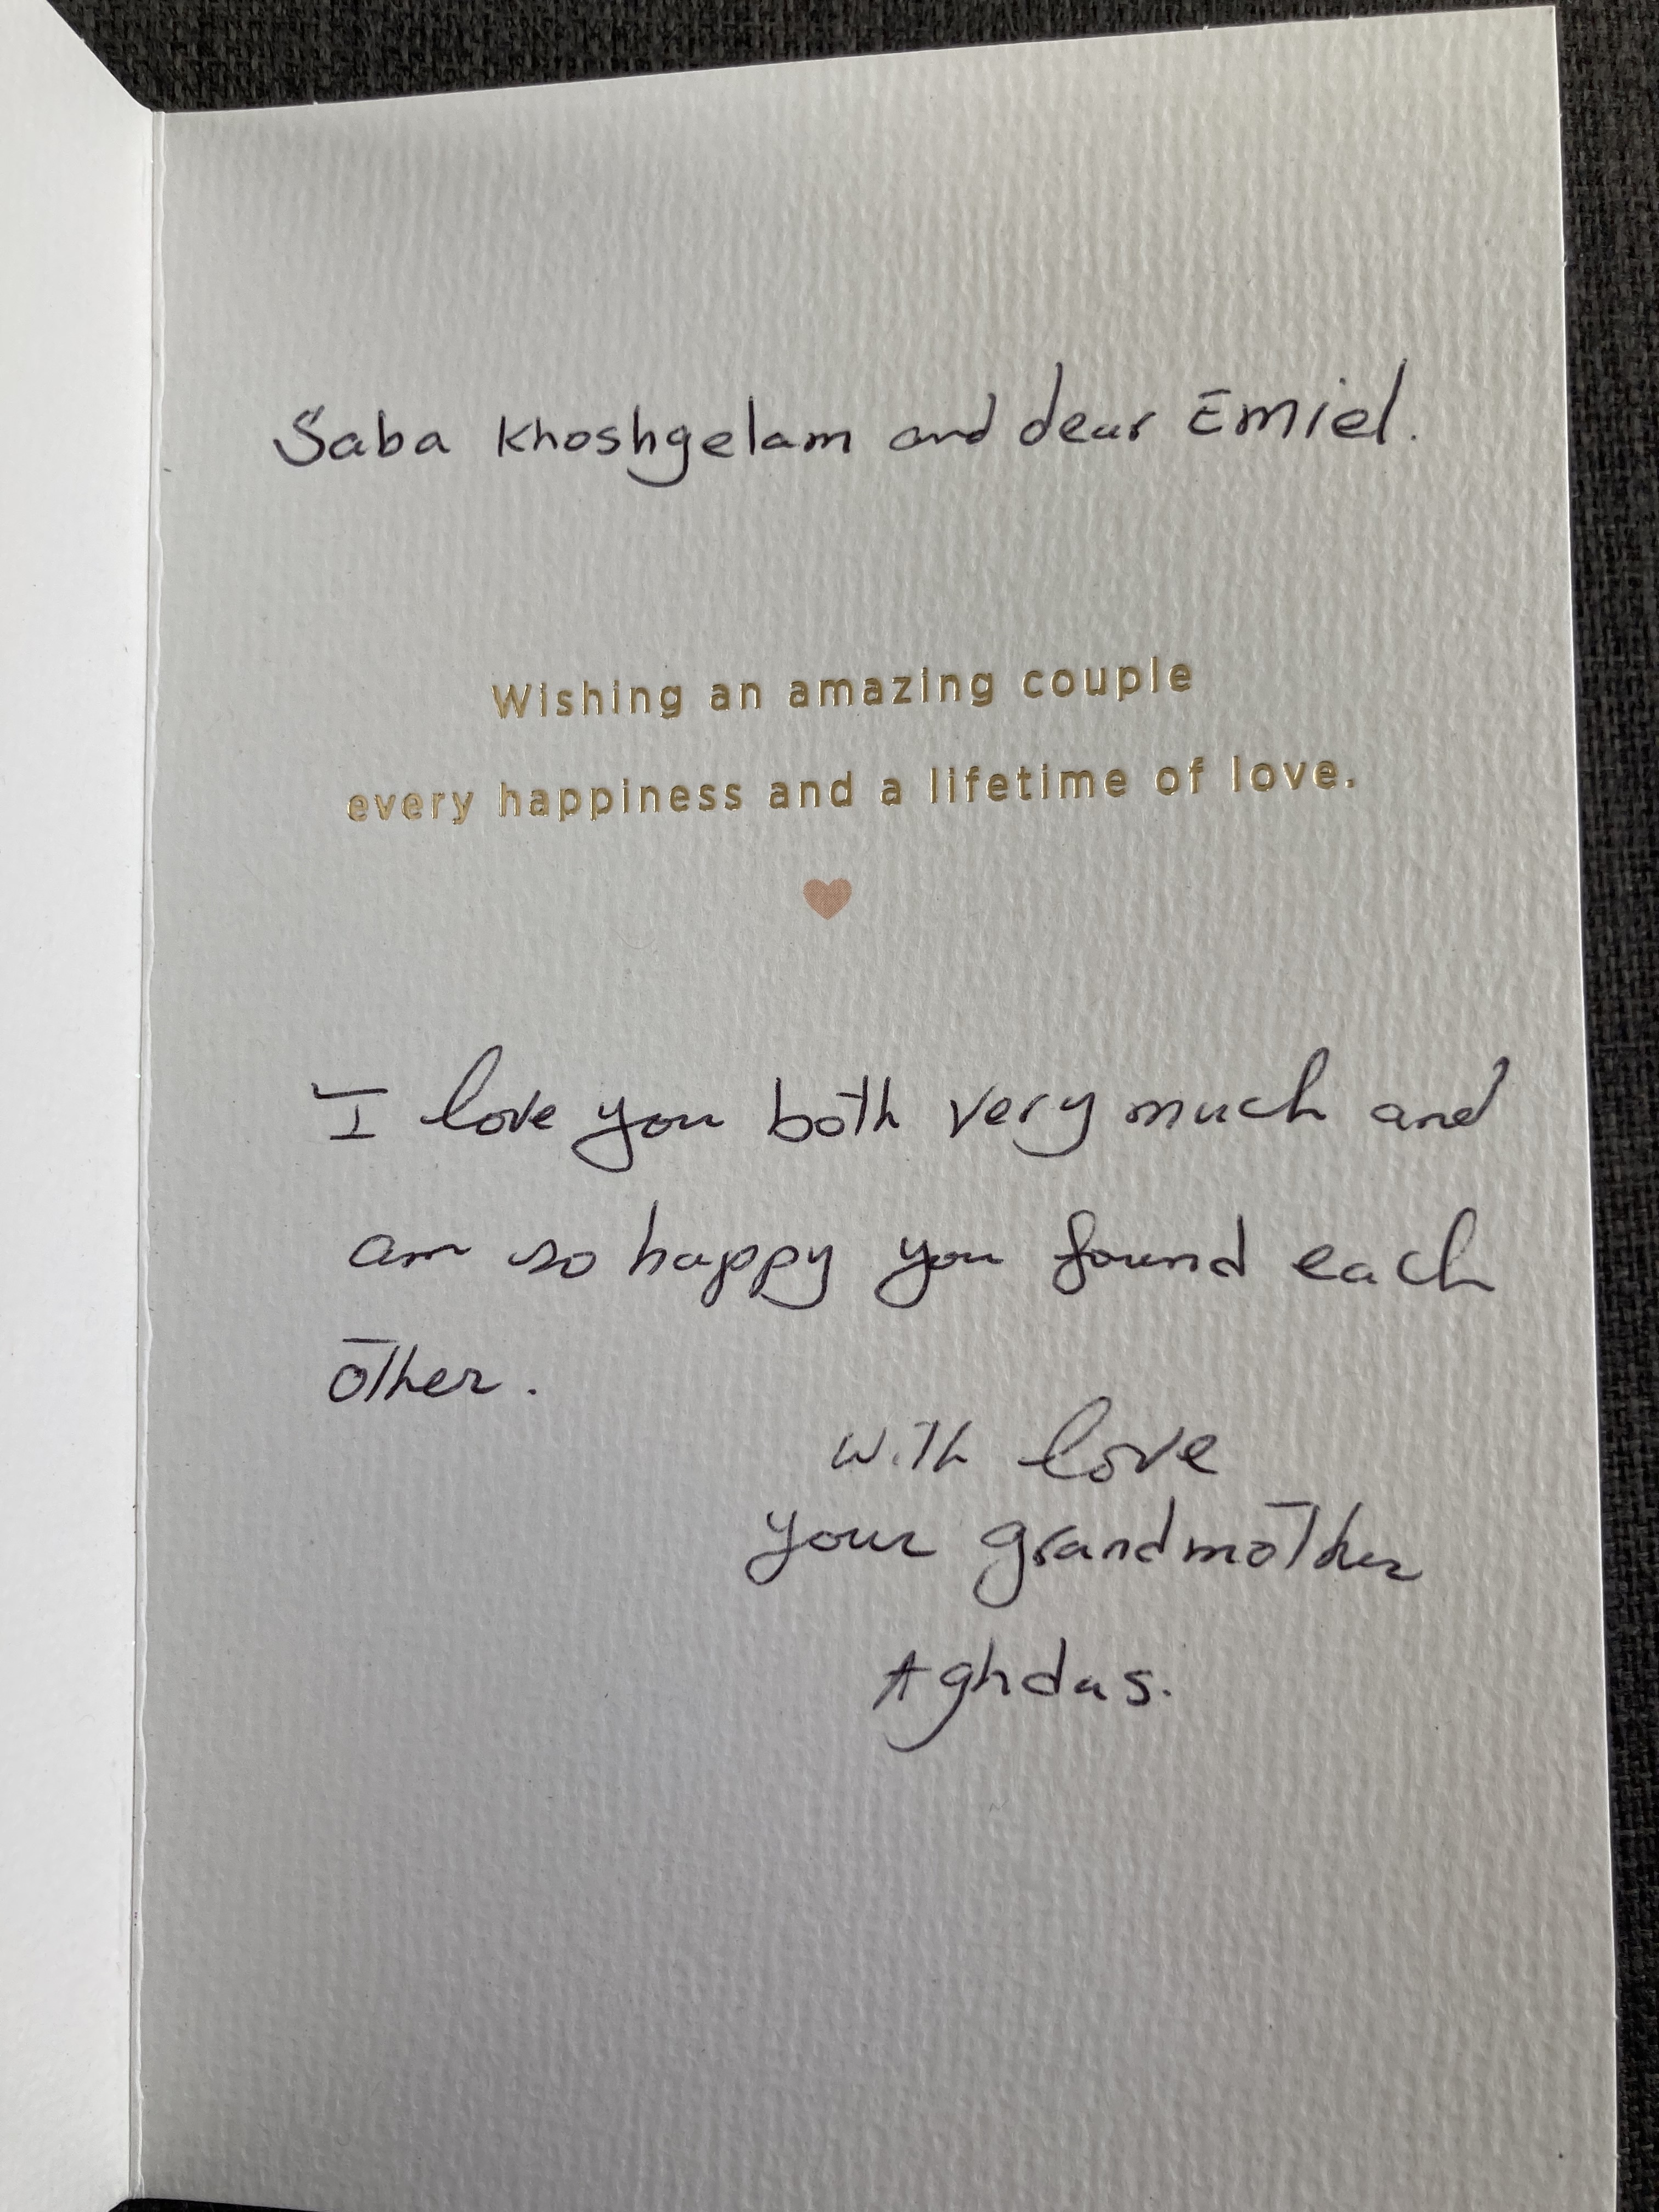 Saba Khoshgelam and dear Emiel.
Wishing an amazing couple
every happiness and a lifetime of love.
I love you both very much and
am so happy you found each
other.
with love
your grandmother
Aghdas.